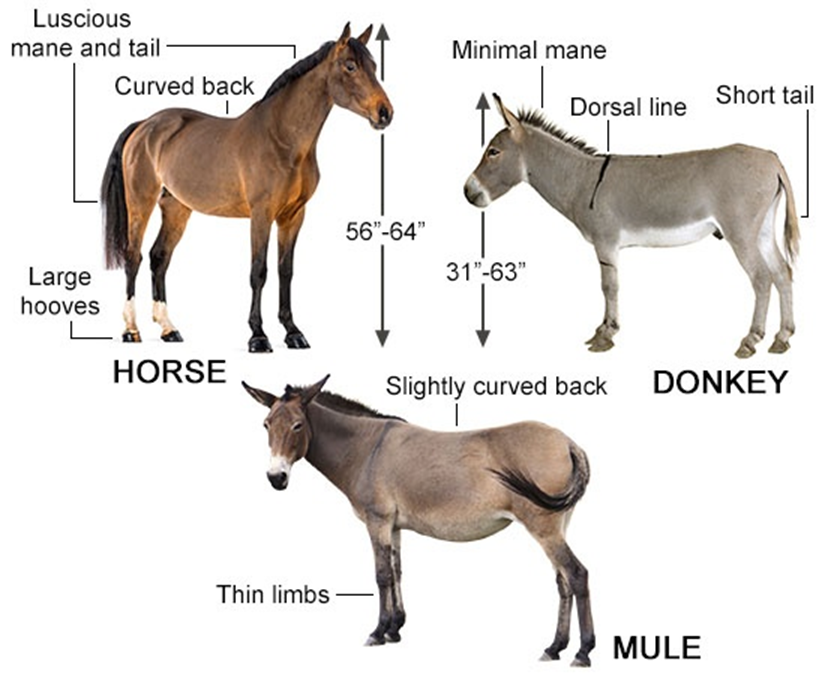 Luscious
mane and tail
Curved back
56”-64”
Large
hooves
HORSE
Minimal mane
Dorsal line
Short tail
31”-63”
DONKEY
Slightly curved back
Thin limbs
MULE